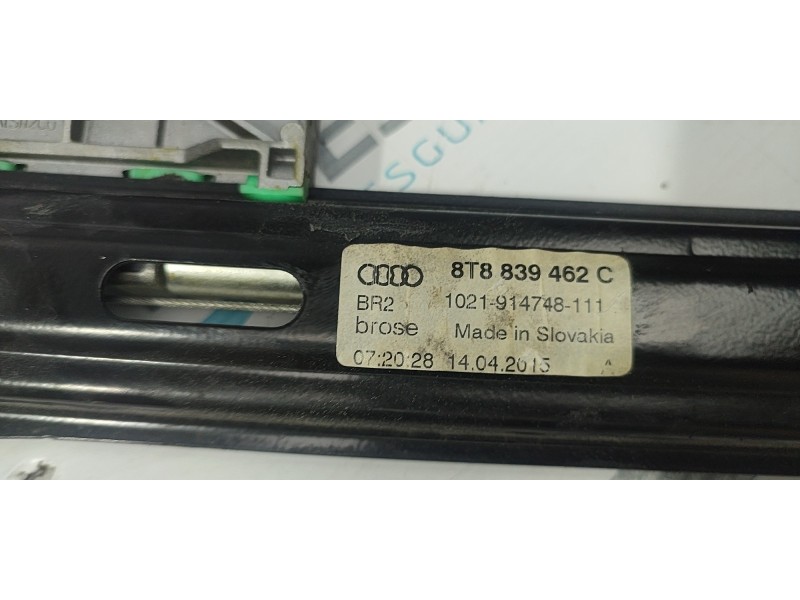 8T8 839 462 C
BR2 1021-914748-111
brose Made in Slovakia
07:20:28 14.04.2015 A